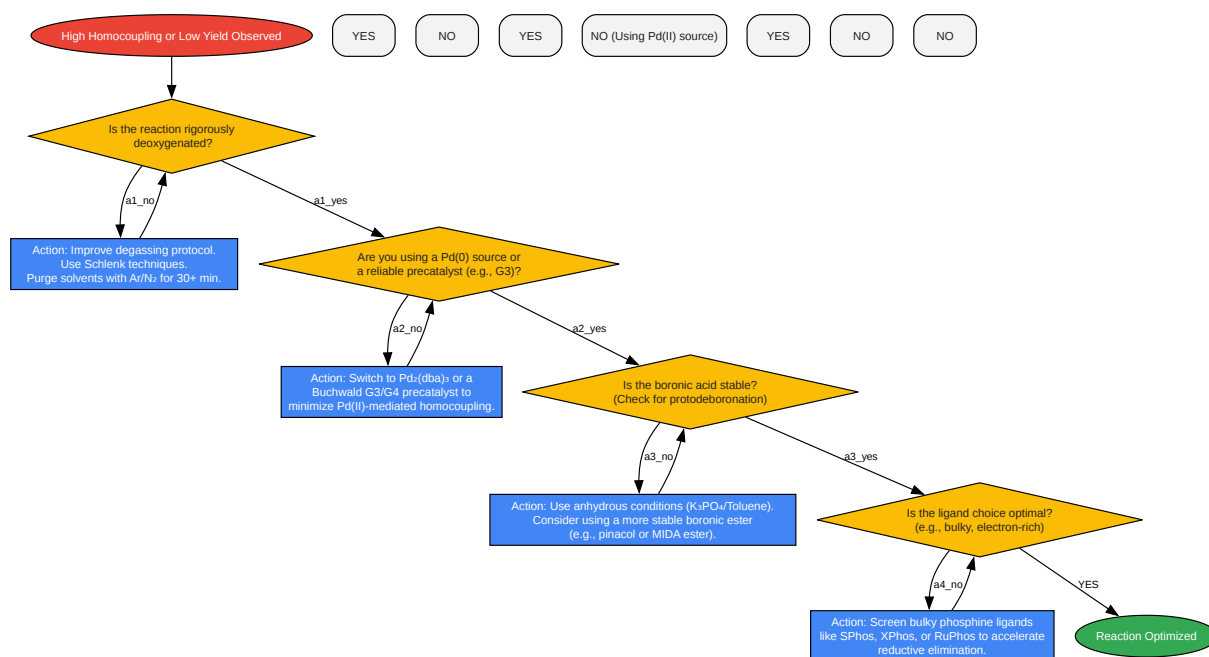 High Homocoupling or Low Yield Observed
YES
NO
YES
NO (Using Pd(II) source)
YES
NO
NO
Is the reaction rigorously
deoxygenated?
a1_no
a1_yes
Action: Improve degassing protocol.
Use Schlenk techniques.
Purge solvents with Ar/N₂ for 30+ min.
Are you using a Pd(0) source or
a reliable precatalyst (e.g., G3)?
a2_no
a2_yes
Action: Switch to Pd₂(dba)₃ or a
Buchwald G3/G4 precatalyst to
minimize Pd(II)-mediated homocoupling.
Is the boronic acid stable?
(Check for protodeboronation)
a3_no
a3_yes
Action: Use anhydrous conditions (K₃PO₄/Toluene).
Consider using a more stable boronic ester
(e.g., pinacol or MIDA ester).
Is the ligand choice optimal?
(e.g., bulky, electron-rich)
a4_no
YES
Action: Screen bulky phosphine ligands
like SPhos, XPhos, or RuPhos to accelerate
reductive elimination.
Reaction Optimized